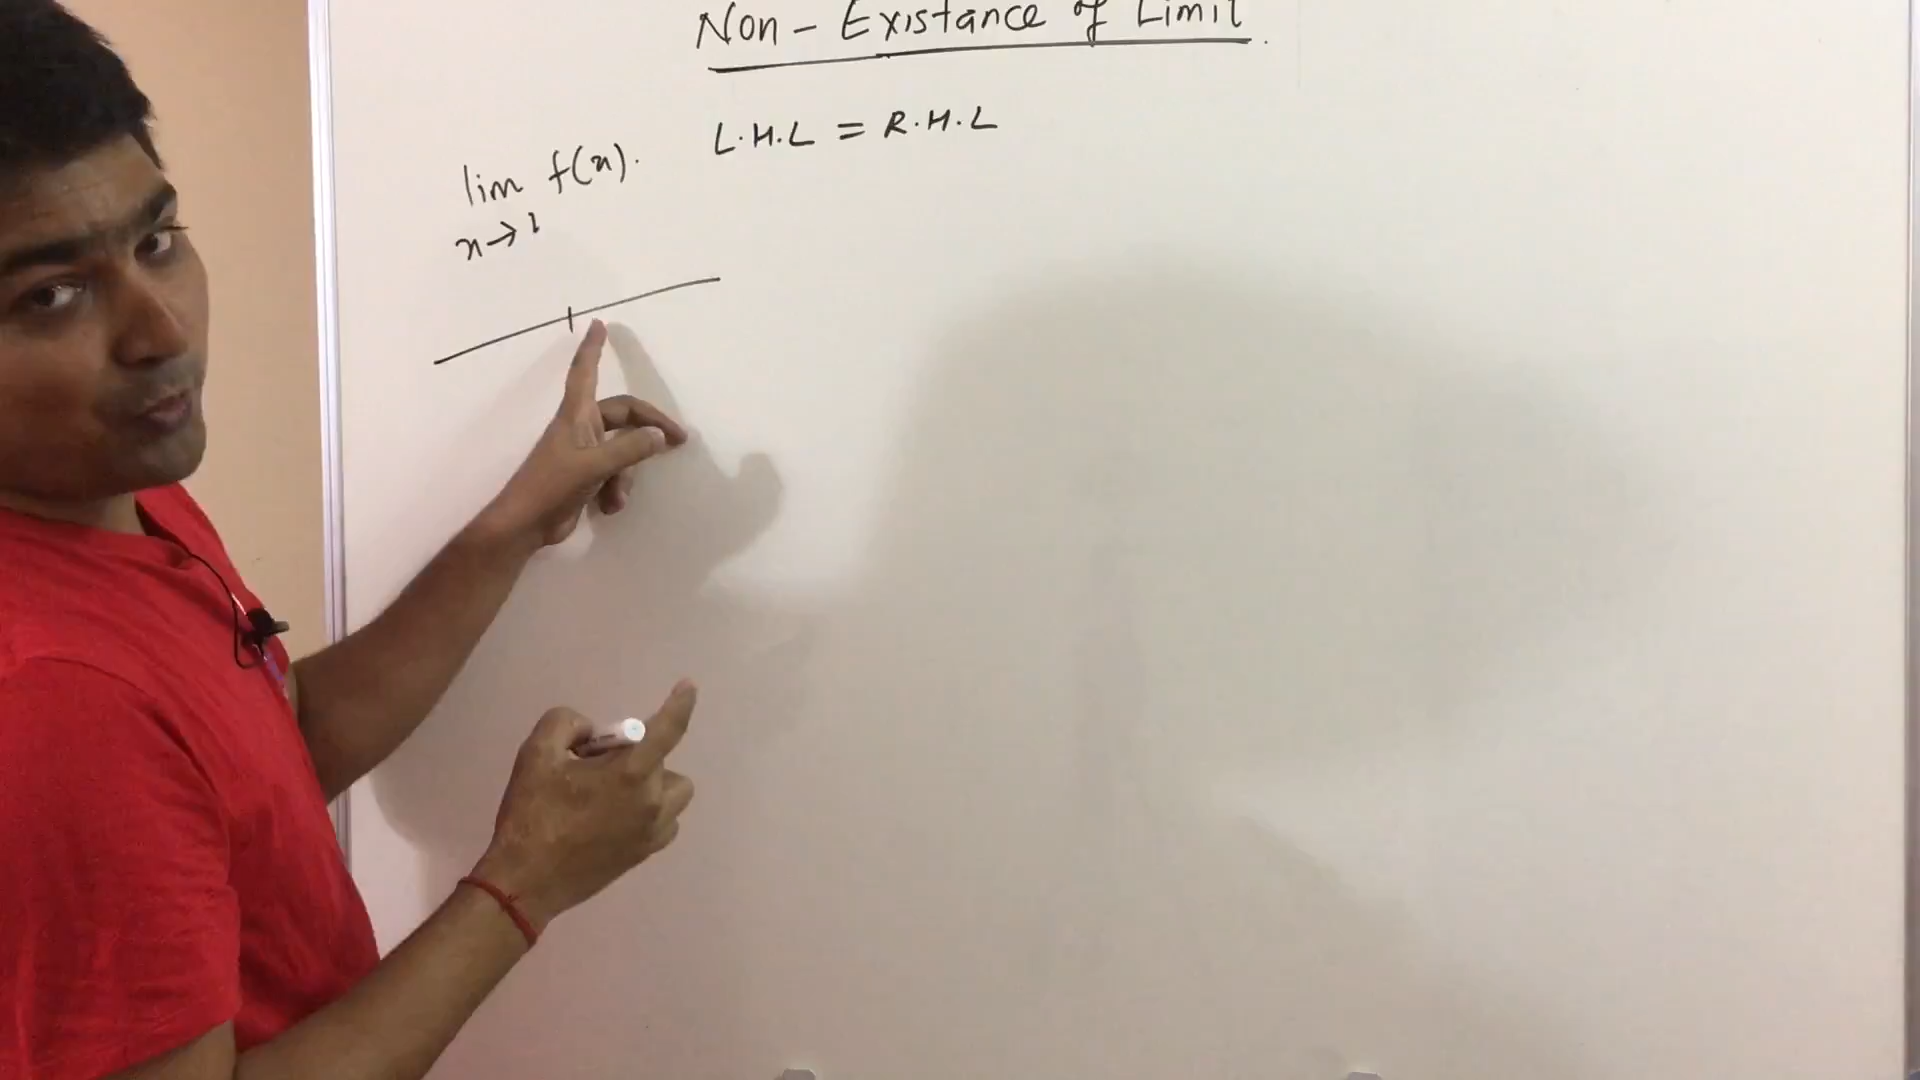 Non - Existance of Limit.
L.H.L = R.H.L
lim f(x).
x→1